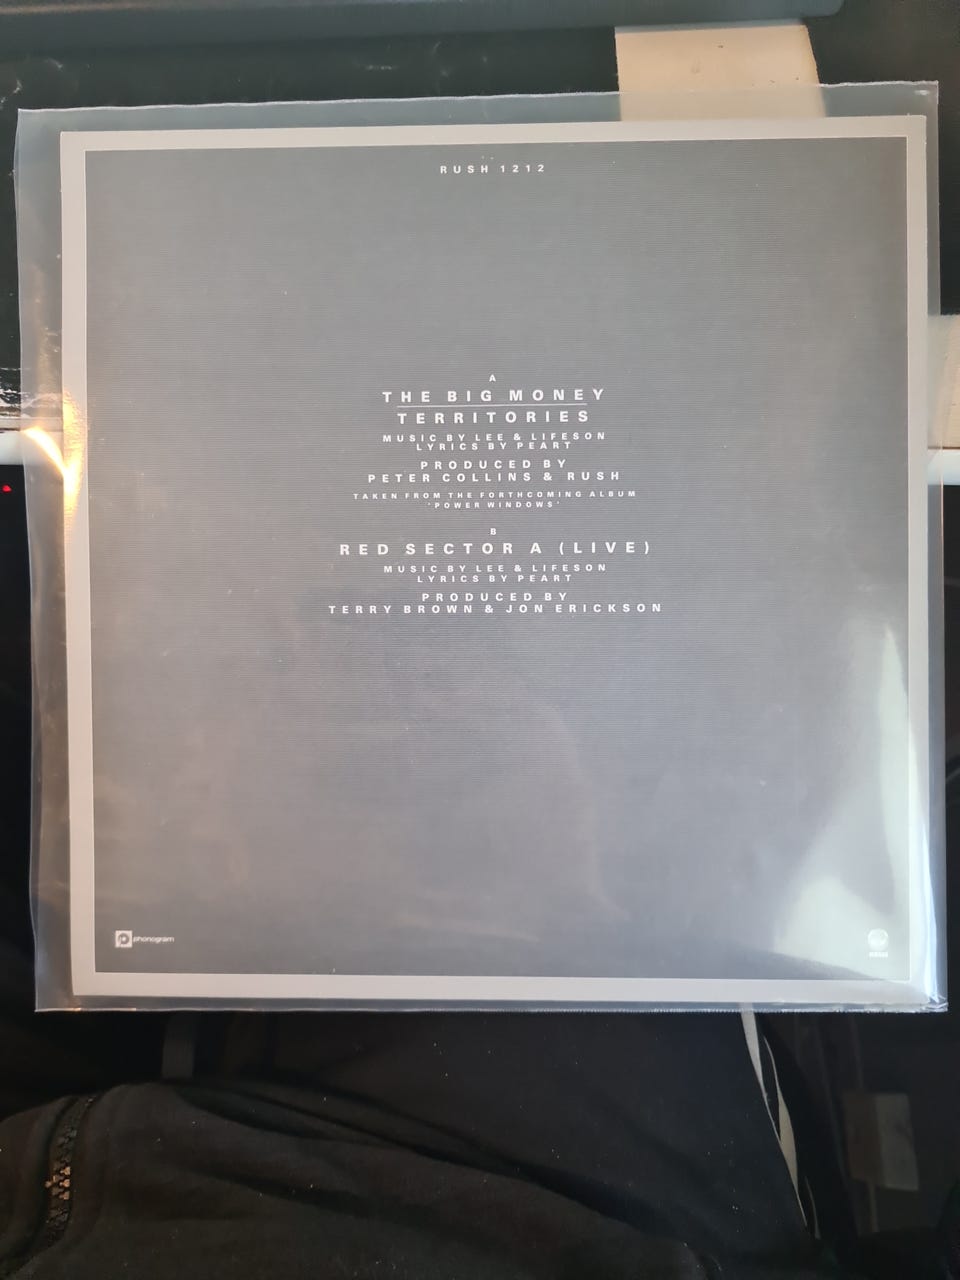 RUSH 1212
A
THE BIG MONEY
TERRITORIES
MUSIC BY LEE & LIFESON
LYRICS BY PEART
PRODUCED BY
PETER COLLINS & RUSH
TAKEN FROM THE FORTHCOMING ALBUM
'POWER WINDOWS'
B
RED SECTOR A (LIVE)
MUSIC BY LEE & LIFESON
LYRICS BY PEART
PRODUCED BY
TERRY BROWN & JON ERICKSON
phonogram